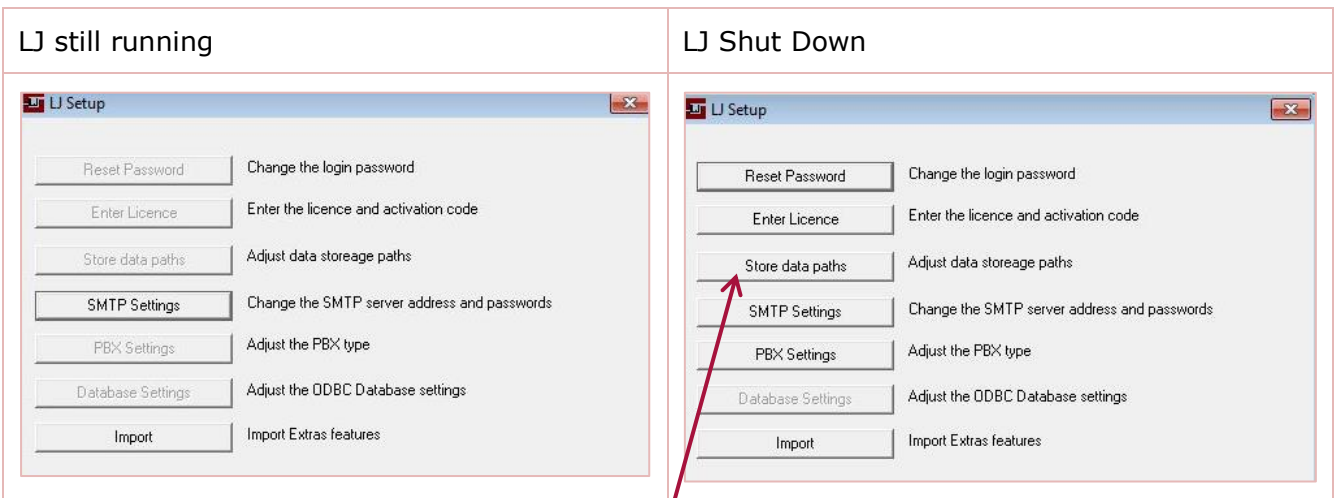 LJ still running
LJ Shut Down
LJ Setup
Reset Password Change the login password
Enter Licence Enter the licence and activation code
Store data paths Adjust data storeage paths
SMTP Settings Change the SMTP server address and passwords
PBX Settings Adjust the PBX type
Database Settings Adjust the ODBC Database settings
Import Import Extras features
LJ Setup
Reset Password Change the login password
Enter Licence Enter the licence and activation code
Store data paths Adjust data storeage paths
SMTP Settings Change the SMTP server address and passwords
PBX Settings Adjust the PBX type
Database Settings Adjust the ODBC Database settings
Import Import Extras features